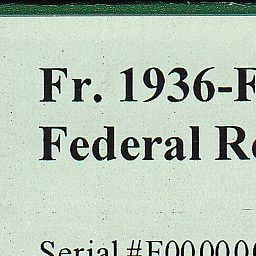 Fr. 1936-F
Federal Re
Serial #F00000